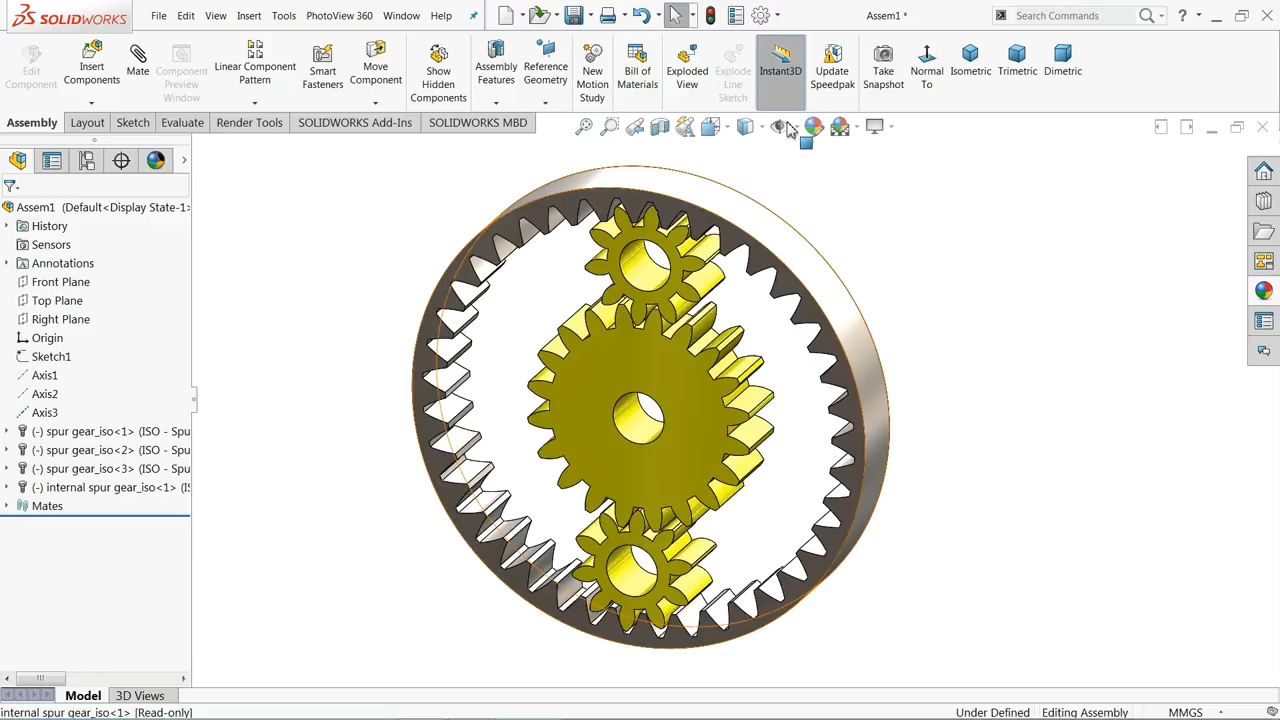 SOLIDWORKS
File Edit View Insert Tools PhotoView 360 Window Help
Assem1 *
Search Commands
?
Edit Component
Insert Components
Mate
Component Preview Window
Linear Component Pattern
Smart Fasteners
Move Component
Show Hidden Components
Assembly Features
Reference Geometry
New Motion Study
Bill of Materials
Exploded View
Explode Line Sketch
Instant3D
Update Speedpak
Take Snapshot
Normal To
Isometric
Trimetric
Dimetric
Assembly Layout Sketch Evaluate Render Tools SOLIDWORKS Add-Ins SOLIDWORKS MBD
Assem1 (Default<Display State-1>
History
Sensors
Annotations
Front Plane
Top Plane
Right Plane
Origin
Sketch1
Axis1
Axis2
Axis3
(-) spur gear_iso<1> (ISO - Spu
(-) spur gear_iso<2> (ISO - Spu
(-) spur gear_iso<3> (ISO - Spu
(-) internal spur gear_iso<1> (IS
Mates
Model 3D Views
internal spur gear_iso<1> [Read-only]
Under Defined Editing Assembly MMGS